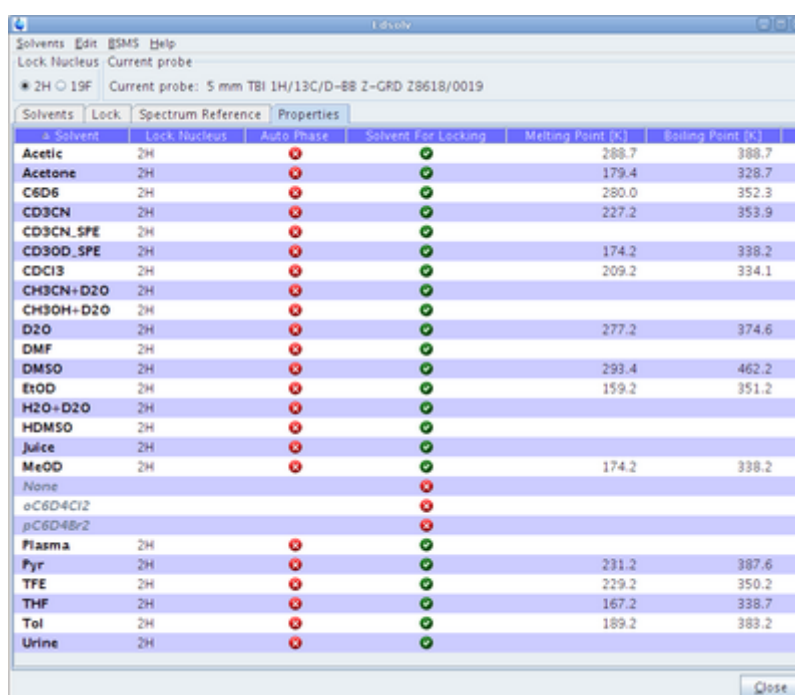 Edsolv
Solvents Edit BSMS Help
Lock Nucleus Current probe
2H 19F Current probe: 5 mm TBI 1H/13C/D-BB Z-GRD Z8618/0019
Solvents Lock Spectrum Reference Properties
Solvent Lock Nucleus Auto Phase Solvent For Locking Melting Point [K] Boiling Point [K]
Acetic 2H 288.7 388.7
Acetone 2H 179.4 328.7
C6D6 2H 280.0 352.3
CD3CN 2H 227.2 353.9
CD3CN_SPE 2H
CD3OD_SPE 2H 174.2 338.2
CDCl3 2H 209.2 334.1
CH3CN+D2O 2H
CH3OH+D2O 2H
D2O 2H 277.2 374.6
DMF 2H
DMSO 2H 293.4 462.2
EtOD 2H 159.2 351.2
H2O+D2O 2H
HDMSO 2H
Juice 2H
MeOD 2H 174.2 338.2
None
oC6D4Cl2
pC6D4Br2
Plasma 2H
Pyr 2H 231.2 387.6
TFE 2H 229.2 350.2
THF 2H 167.2 338.7
Tol 2H 189.2 383.2
Urine 2H
Close